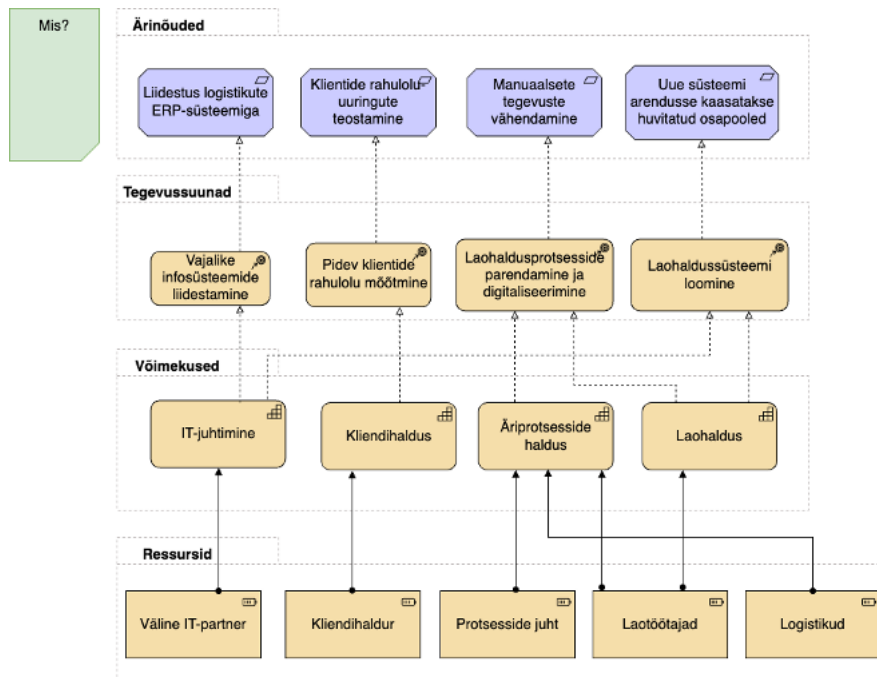 Mis?
Ärinõuded
Liidestus logistikute
ERP-süsteemiga
Klientide rahulolu-
uuringute
teostamine
Manuaalsete
tegevuste
vähendamine
Uue süsteemi
arendusse kaasatakse
huvitatud osapooled
Tegevussuunad
Vajalike
infosüsteemide
liidestamine
Pidev klientide
rahulolu mõõtmine
Laohaldusprotsesside
parendamine ja
digitaliseerimine
Laohaldussüsteemi
loomine
Võimekused
IT-juhtimine
Kliendihaldus
Äriprotsesside
haldus
Laohaldus
Ressursid
Väline IT-partner
Kliendihaldur
Protsesside juht
Laotöötajad
Logistikud